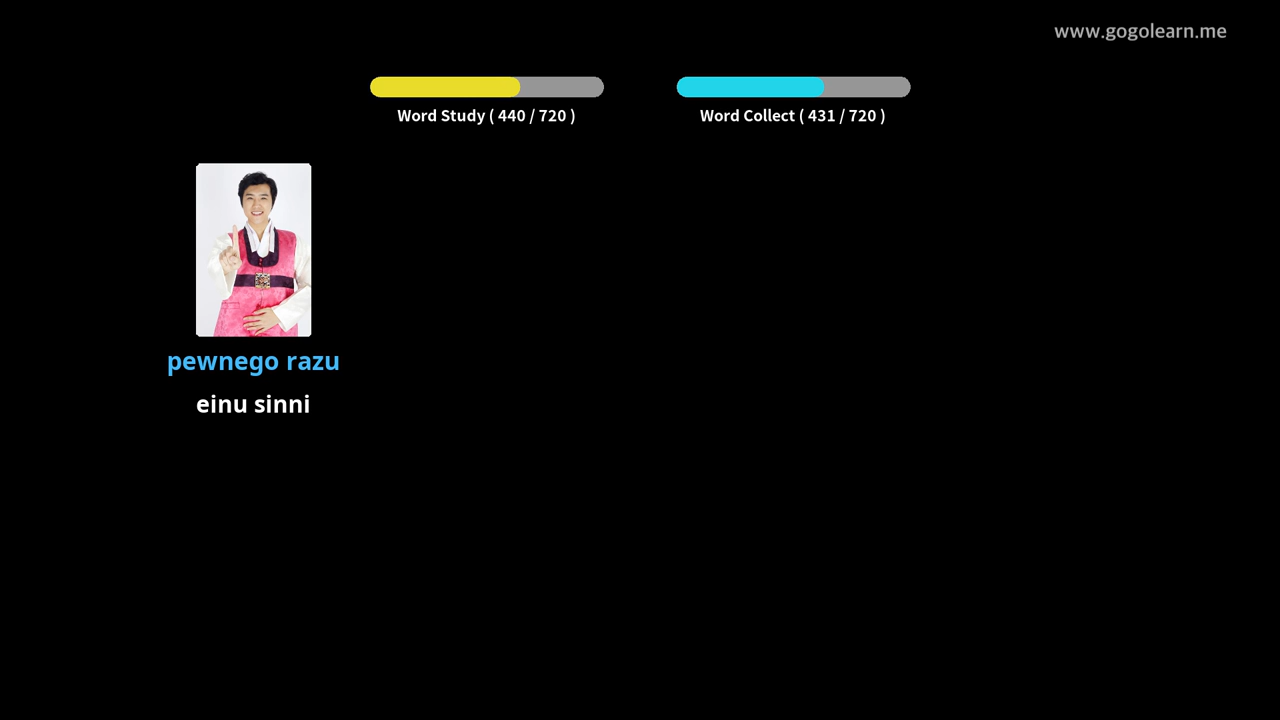 www.gogolearn.me
Word Study ( 440 / 720 )
Word Collect ( 431 / 720 )
pewnego razu
einu sinni